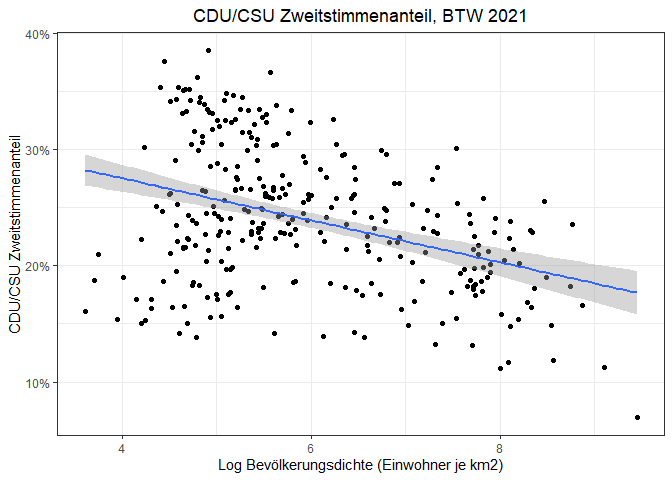 CDU/CSU Zweitstimmenanteil, BTW 2021
40%
30%
20%
10%
CDU/CSU Zweitstimmenanteil
4
6
8
Log Bevölkerungsdichte (Einwohner je km2)